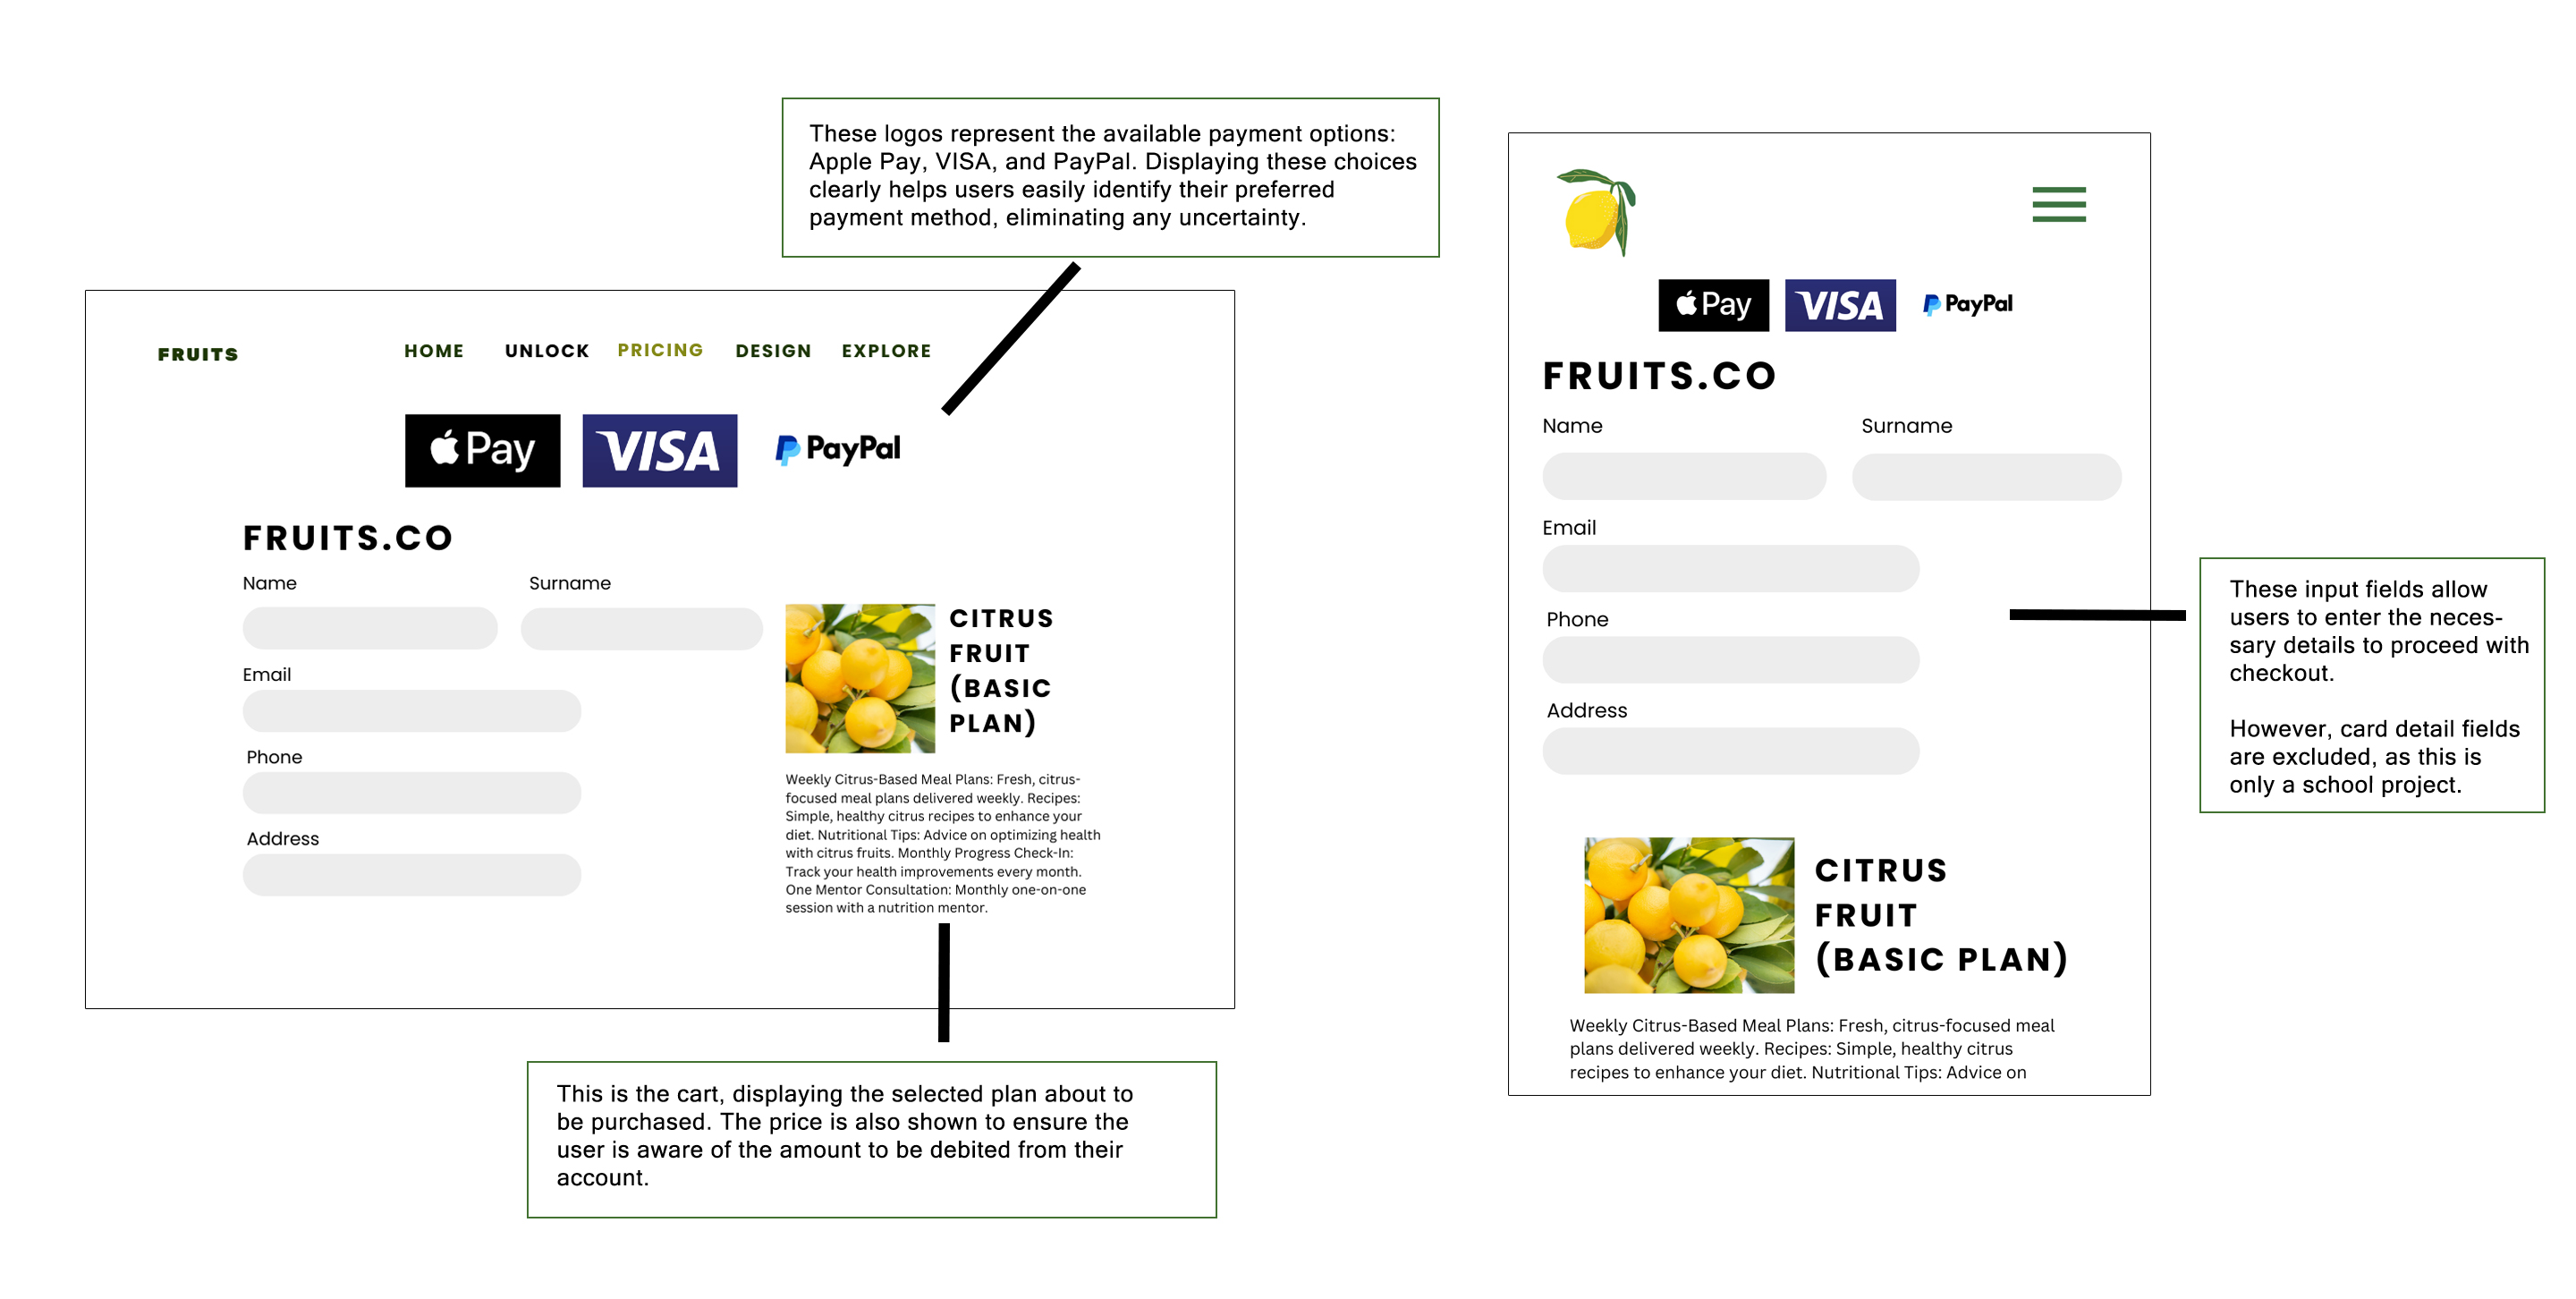 These logos represent the available payment options:
Apple Pay, VISA, and PayPal. Displaying these choices
clearly helps users easily identify their preferred
payment method, eliminating any uncertainty.
FRUITS
HOME UNLOCK PRICING DESIGN EXPLORE
Pay VISA PayPal
FRUITS.CO
Name Surname
Email
Phone
Address
CITRUS
FRUIT
(BASIC
PLAN)
Weekly Citrus-Based Meal Plans: Fresh, citrus-
focused meal plans delivered weekly. Recipes:
Simple, healthy citrus recipes to enhance your
diet. Nutritional Tips: Advice on optimizing health
with citrus fruits. Monthly Progress Check-In:
Track your health improvements every month.
One Mentor Consultation: Monthly one-on-one
session with a nutrition mentor.
This is the cart, displaying the selected plan about to
be purchased. The price is also shown to ensure the
user is aware of the amount to be debited from their
account.
Pay VISA PayPal
FRUITS.CO
Name Surname
Email
Phone
Address
CITRUS
FRUIT
(BASIC PLAN)
Weekly Citrus-Based Meal Plans: Fresh, citrus-focused meal
plans delivered weekly. Recipes: Simple, healthy citrus
recipes to enhance your diet. Nutritional Tips: Advice on
These input fields allow
users to enter the neces-
sary details to proceed with
checkout.
However, card detail fields
are excluded, as this is
only a school project.